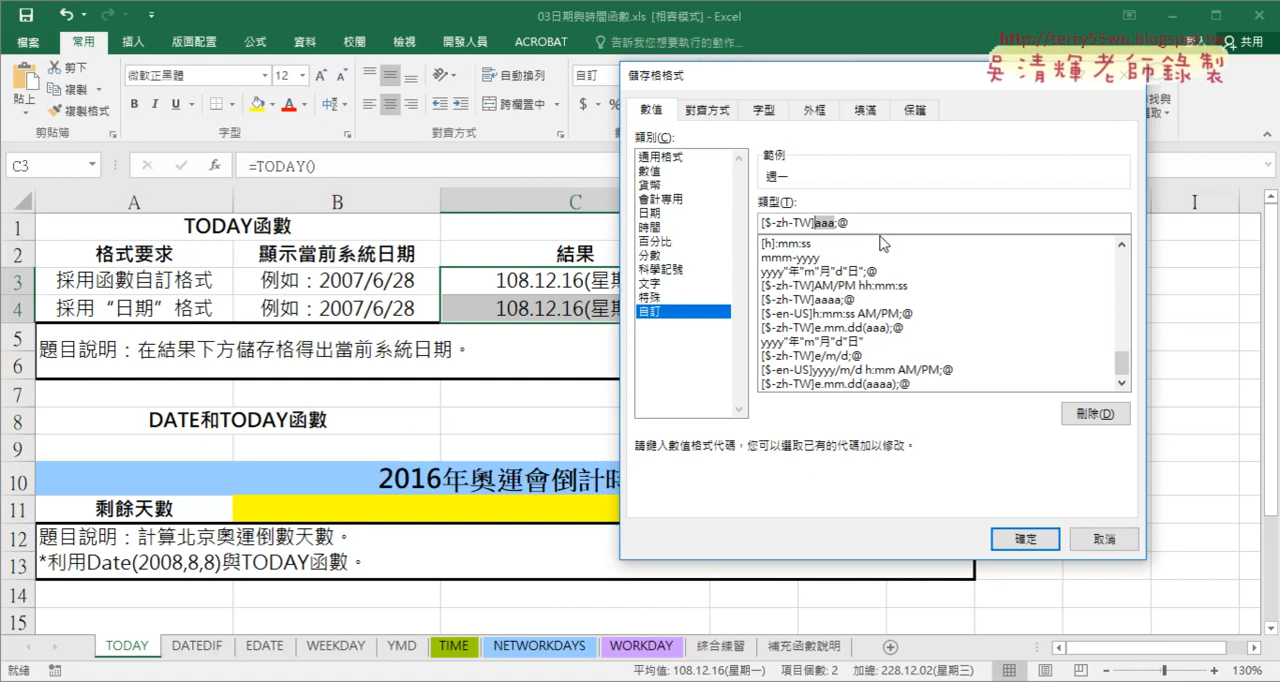 03日期與時間函數.xls [相容模式] - Excel
http://terry55wu.blogspot.tw
吳清輝老師錄製
檔案 常用 插入 版面配置 公式 資料 校閱 檢視 開發人員 ACROBAT 告訴我您想要執行的動作... 共用
貼上 剪下 複製 複製格式 剪貼簿
微軟正黑體 12 B I U 字型
自動換列 跨欄置中 對齊方式
自訂 $ %
C3 =TODAY()
A B C I
1 TODAY函數
2 格式要求 顯示當前系統日期 結果
3 採用函數自訂格式 例如：2007/6/28 108.12.16(星期
4 採用“日期”格式 例如：2007/6/28 108.12.16(星期
5
題目說明：在結果下方儲存格得出當前系統日期。
6
7
8 DATE和TODAY函數
9
10 2016年奧運會倒計時
11 剩餘天數
12 題目說明：計算北京奧運倒數天數。
13 *利用Date(2008,8,8)與TODAY函數。
14
15
儲存格格式
數值 對齊方式 字型 外框 填滿 保護
類別(C):
通用格式
數值
貨幣
會計專用
日期
時間
百分比
分數
科學記號
文字
特殊
自訂
範例
週一
類型(T):
[$-zh-TW]aaa;@
[h]:mm:ss
mmm-yyyy
yyyy"年"m"月"d"日";@
[$-zh-TW]AM/PM hh:mm:ss
[$-zh-TW]aaaa;@
[$-en-US]h:mm:ss AM/PM;@
[$-zh-TW]e.mm.dd(aaa);@
yyyy"年"m"月"d"日"
[$-zh-TW]e/m/d;@
[$-en-US]yyyy/m/d h:mm AM/PM;@
[$-zh-TW]e.mm.dd(aaaa);@
刪除(D)
請鍵入數值格式代碼，您可以選取已有的代碼加以修改。
確定 取消
TODAY DATEDIF EDATE WEEKDAY YMD TIME NETWORKDAYS WORKDAY 綜合練習 補充函數說明
就緒 平均值: 108.12.16(星期一) 項目個數: 2 加總: 228.12.02(星期三) 130%